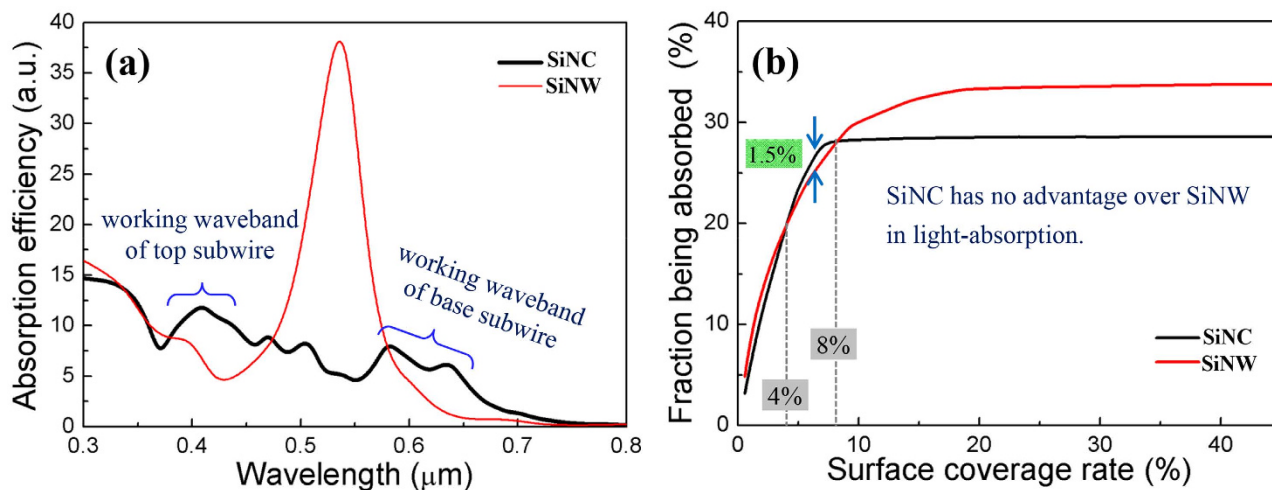 Absorption efficiency (a.u.)
40
35
30
25
20
15
10
5
0
(a)
SiNC
SiNW
working waveband
of top subwire
working waveband
of base subwire
0.3 0.4 0.5 0.6 0.7 0.8
Wavelength (μm)
Fraction being absorbed (%)
40
30
20
10
0
(b)
1.5%
SiNC has no advantage over SiNW
in light-absorption.
8%
4%
SiNC
SiNW
0 10 20 30 40
Surface coverage rate (%)